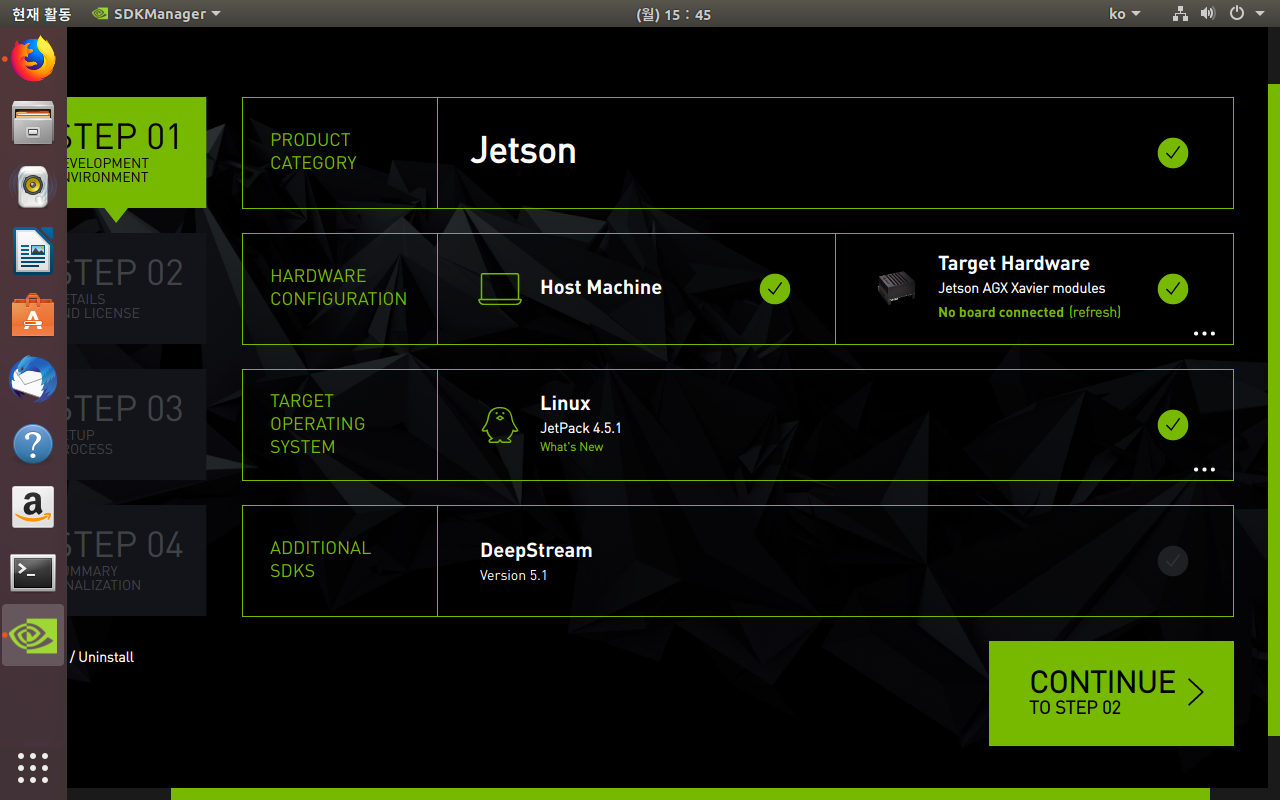 현재 활동 SDKManager (월) 15 : 45 ko
STEP 01
EVELOPMENT
VIRONMENT
PRODUCT
CATEGORY
Jetson
STEP 02
ETAILS
ND LICENSE
HARDWARE
CONFIGURATION
Host Machine
Target Hardware
Jetson AGX Xavier modules
No board connected (refresh)
STEP 03
ETUP
ROCESS
TARGET
OPERATING
SYSTEM
Linux
JetPack 4.5.1
What's New
STEP 04
UMMARY
NALIZATION
ADDITIONAL
SDKS
DeepStream
Version 5.1
/ Uninstall
CONTINUE
TO STEP 02